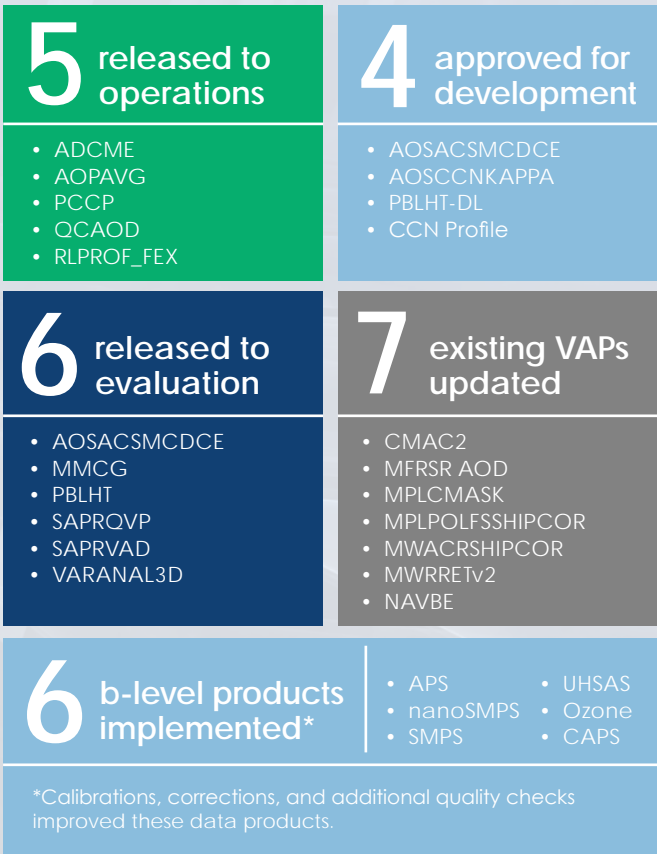 5 released to
operations
• ADCME
• AOPAVG
• PCCP
• QCAOD
• RLPROF_FEX
4 approved for
development
• AOSACSMCDCE
• AOSCCNKAPPA
• PBLHT-DL
• CCN Profile
6 released to
evaluation
• AOSACSMCDCE
• MMCG
• PBLHT
• SAPRQVP
• SAPRVAD
• VARANAL3D
7 existing VAPs
updated
• CMAC2
• MFRSR AOD
• MPLCMASK
• MPLPOLFSSHIPCOR
• MWACRSHIPCOR
• MWRRETv2
• NAVBE
6 b-level products
implemented*
• APS
• nanoSMPS
• SMPS
• UHSAS
• Ozone
• CAPS
*Calibrations, corrections, and additional quality checks
improved these data products.